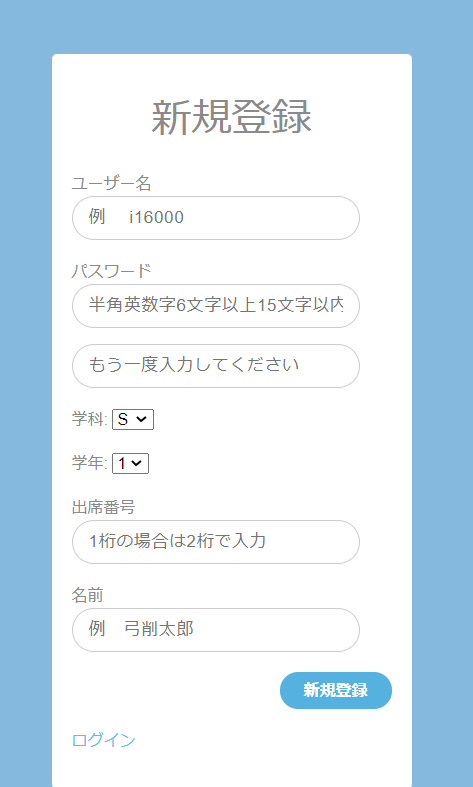 新規登録
ユーザー名
例　i16000
パスワード
半角英数字6文字以上15文字以内
もう一度入力してください
学科: S
学年: 1
出席番号
1桁の場合は2桁で入力
名前
例　弓削太郎
新規登録
ログイン